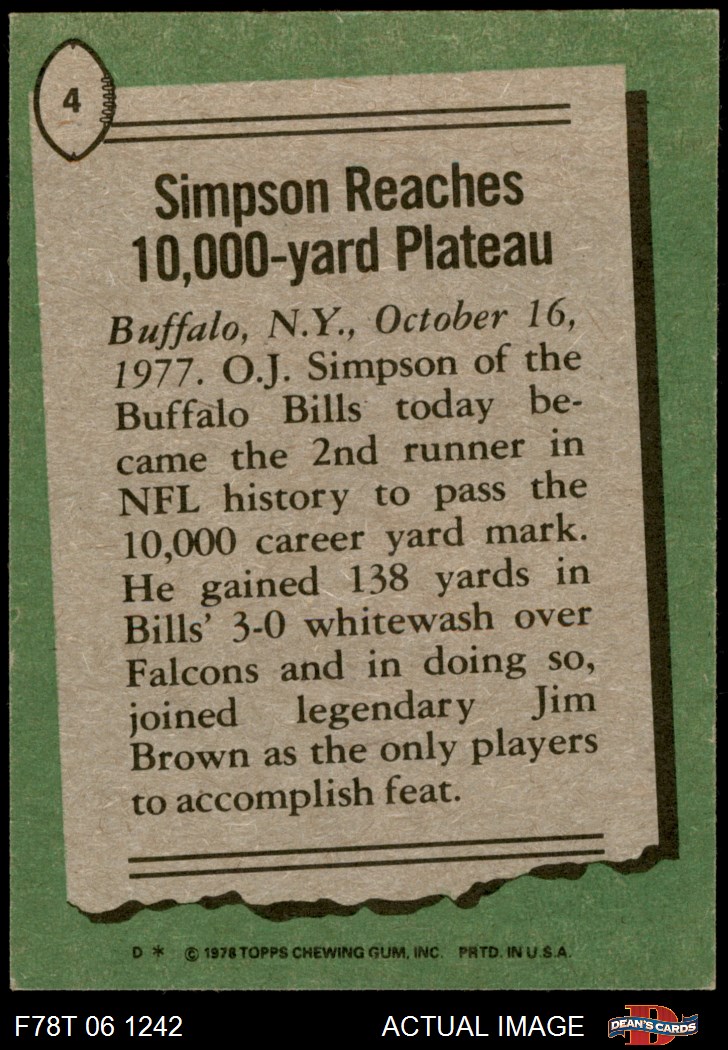 4
Simpson Reaches
10,000-yard Plateau
Buffalo, N.Y., October 16,
1977. O.J. Simpson of the
Buffalo Bills today be-
came the 2nd runner in
NFL history to pass the
10,000 career yard mark.
He gained 138 yards in
Bills' 3-0 whitewash over
Falcons and in doing so,
joined legendary Jim
Brown as the only players
to accomplish feat.
D * © 1978 TOPPS CHEWING GUM, INC. PRTD. IN U.S.A.
F78T 06 1242 ACTUAL IMAGE D DEAN'S CARDS